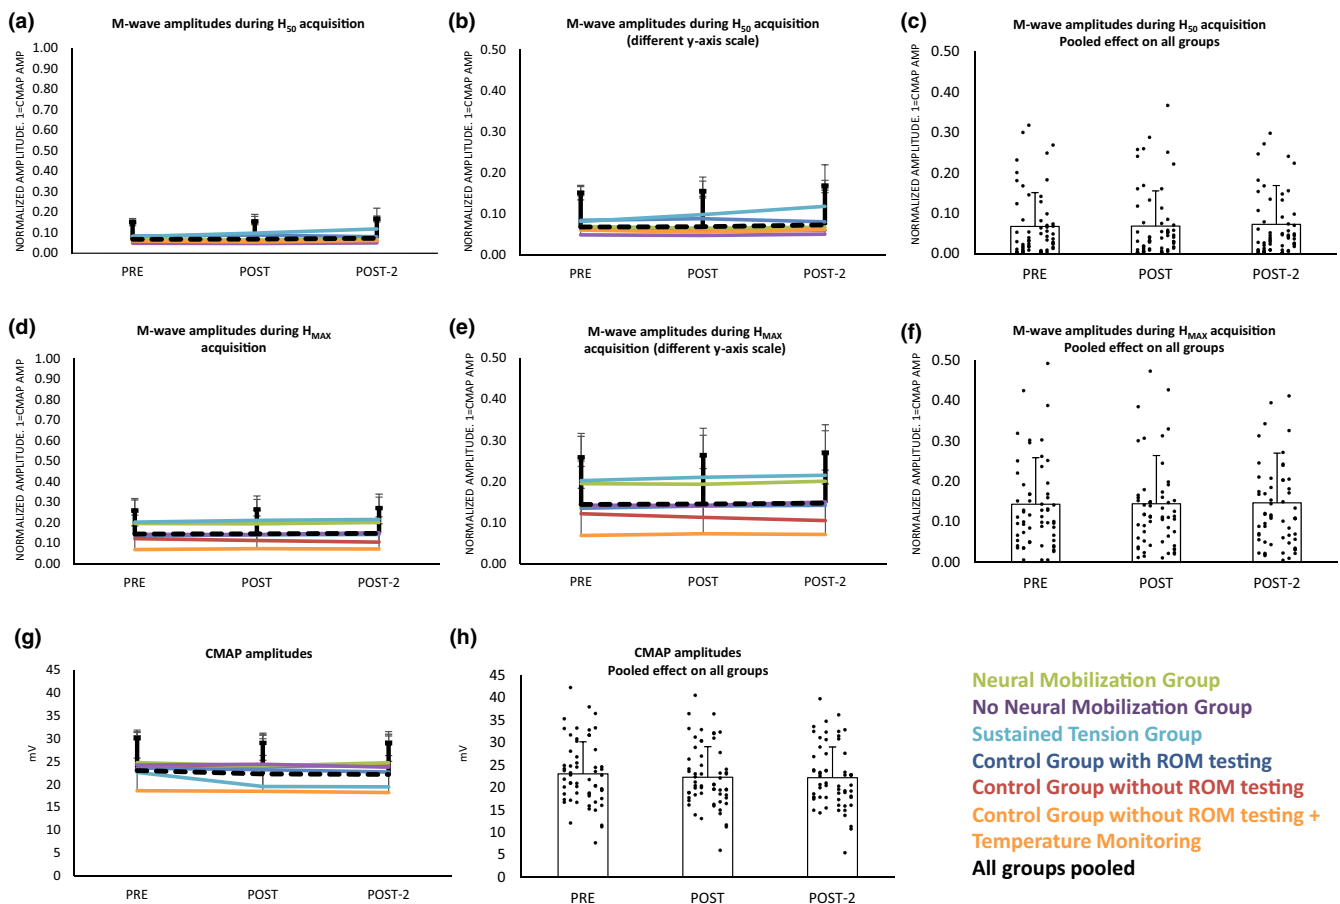 (a)
M-wave amplitudes during H50 acquisition
NORMALIZED AMPLITUDE. 1=CMAP AMP
1.00
0.90
0.80
0.70
0.60
0.50
0.40
0.30
0.20
0.10
0.00
PRE POST POST-2
(b)
M-wave amplitudes during H50 acquisition
(different y-axis scale)
0.50
0.40
0.30
0.20
0.10
0.00
PRE POST POST-2
(c)
M-wave amplitudes during H50 acquisition
Pooled effect on all groups
NORMALIZED AMPLITUDE. 1=CMAP AMP
0.50
0.40
0.30
0.20
0.10
0.00
PRE POST POST-2
(d)
M-wave amplitudes during HMAX
acquisition
NORMALIZED AMPLITUDE. 1=CMAP AMP
1.00
0.90
0.80
0.70
0.60
0.50
0.40
0.30
0.20
0.10
0.00
PRE POST POST-2
(e)
M-wave amplitudes during HMAX
acquisition (different y-axis scale)
NORMALIZED AMPLITUDE. 1=CMAP AMP
0.50
0.40
0.30
0.20
0.10
0.00
PRE POST POST-2
(f)
M-wave amplitudes during HMAX acquisition
Pooled effect on all groups
NORMALIZED AMPLITUDE. 1=CMAP AMP
0.50
0.40
0.30
0.20
0.10
0.00
PRE POST POST-2
(g)
CMAP amplitudes
mV
45
40
35
30
25
20
15
10
5
0
PRE POST POST-2
(h)
CMAP amplitudes
Pooled effect on all groups
mV
45
40
35
30
25
20
15
10
5
0
PRE POST POST-2
Neural Mobilization Group
No Neural Mobilization Group
Sustained Tension Group
Control Group with ROM testing
Control Group without ROM testing
Control Group without ROM testing +
Temperature Monitoring
All groups pooled
NORMALIZED AMPLITUDE. 1=CMAP AMP